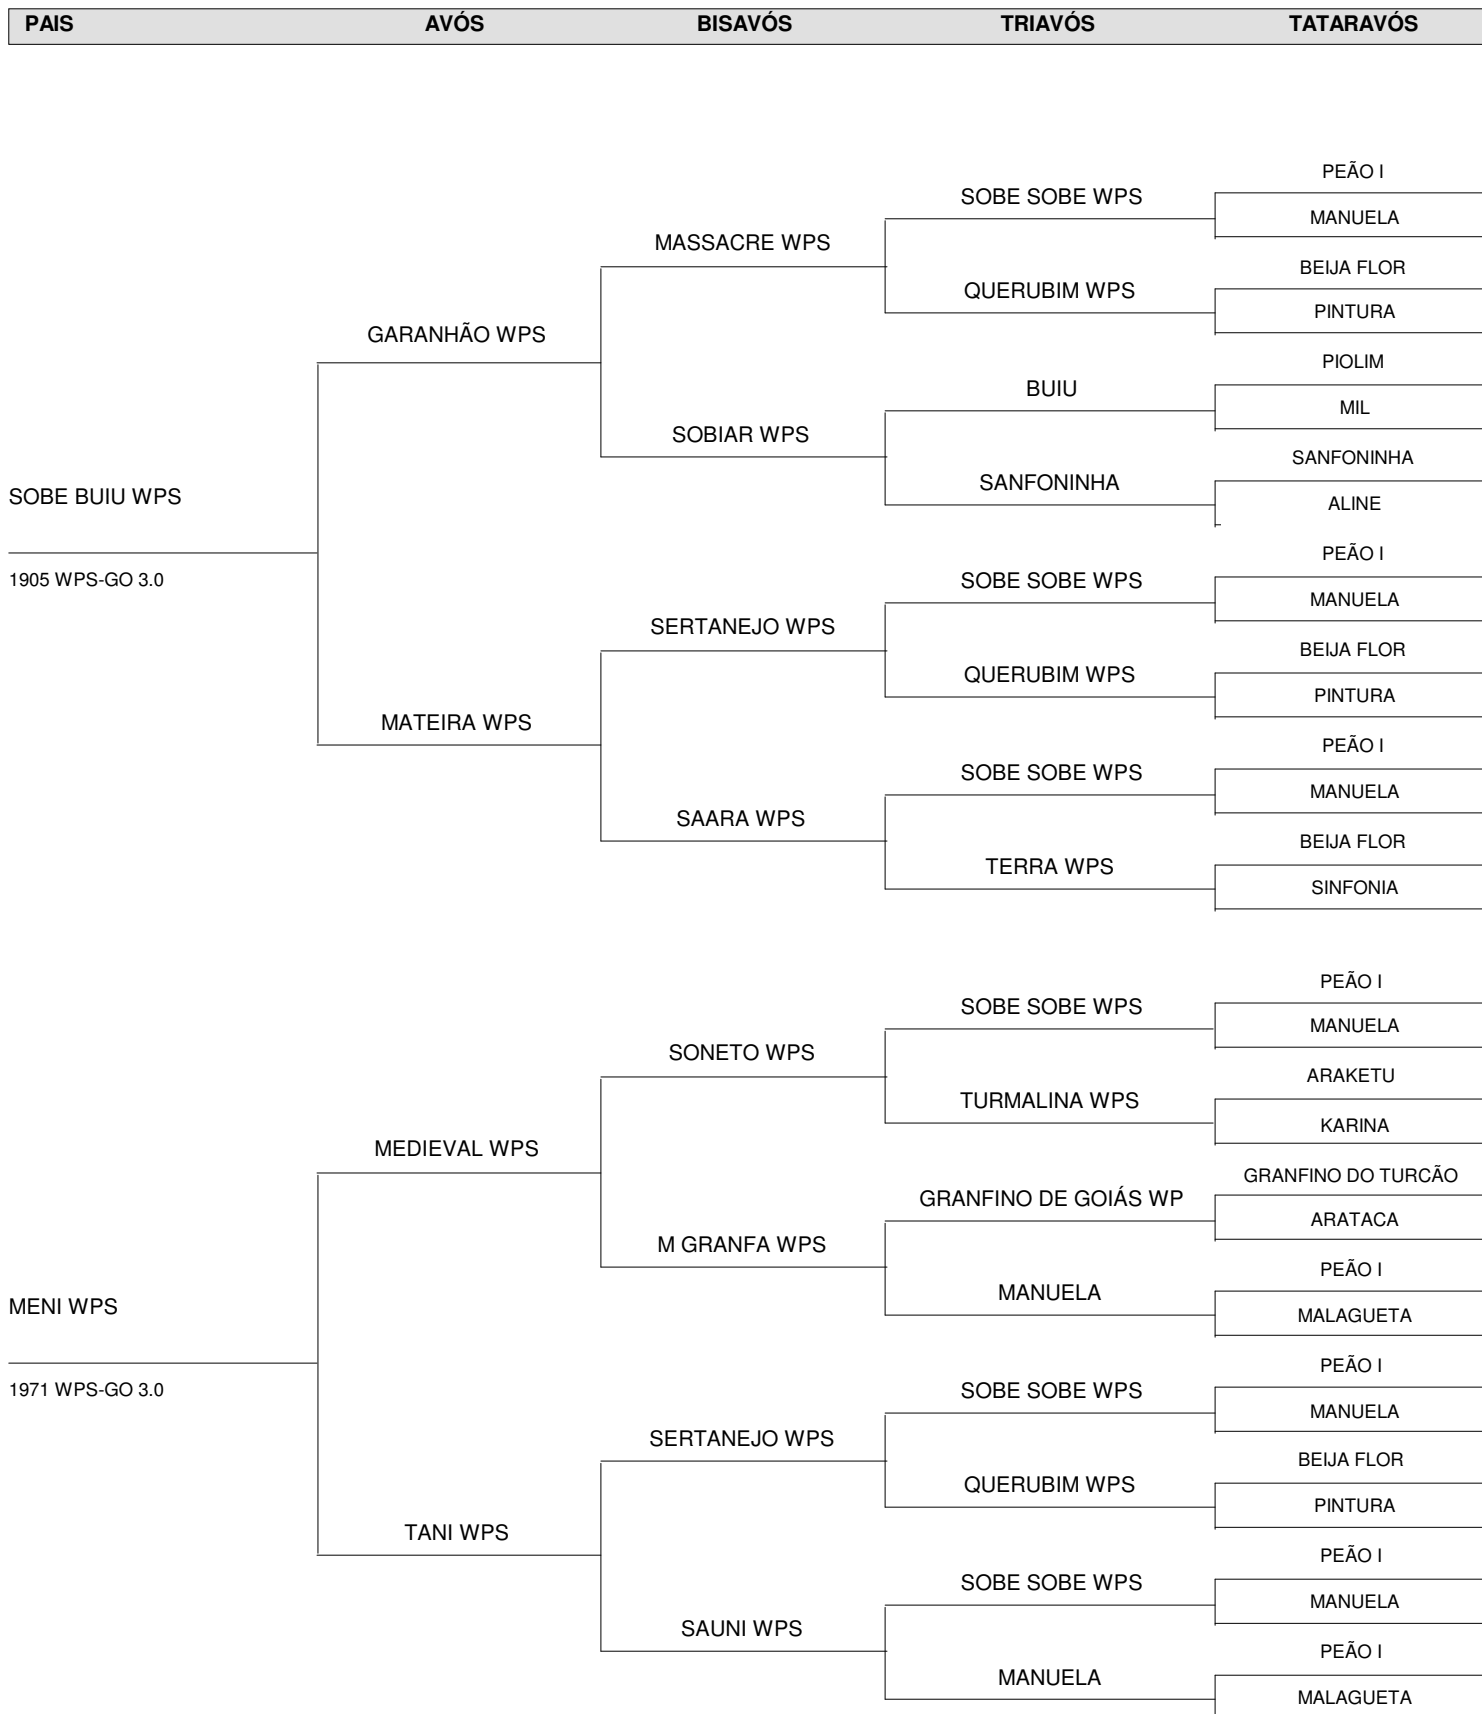 PAIS AVÓS BISAVÓS TRIAVÓS TATARAVÓS
PEÃO I
SOBE SOBE WPS
MANUELA
MASSACRE WPS
BEIJA FLOR
QUERUBIM WPS
PINTURA
GARANHÃO WPS
PIOLIM
BUIU
MIL
SOBIAR WPS
SANFONINHA
SANFONINHA
SOBE BUIU WPS
ALINE
PEÃO I
1905 WPS-GO 3.0
SOBE SOBE WPS
MANUELA
SERTANEJO WPS
BEIJA FLOR
QUERUBIM WPS
PINTURA
MATEIRA WPS
PEÃO I
SOBE SOBE WPS
MANUELA
SAARA WPS
BEIJA FLOR
TERRA WPS
SINFONIA
PEÃO I
SOBE SOBE WPS
MANUELA
SONETO WPS
ARAKETU
TURMALINA WPS
KARINA
MEDIEVAL WPS
GRANFINO DO TURCÃO
GRANFINO DE GOIÁS WP
ARATACA
M GRANFA WPS
PEÃO I
MANUELA
MENI WPS
MALAGUETA
PEÃO I
1971 WPS-GO 3.0
SOBE SOBE WPS
MANUELA
SERTANEJO WPS
BEIJA FLOR
QUERUBIM WPS
PINTURA
TANI WPS
PEÃO I
SOBE SOBE WPS
MANUELA
SAUNI WPS
PEÃO I
MANUELA
MALAGUETA